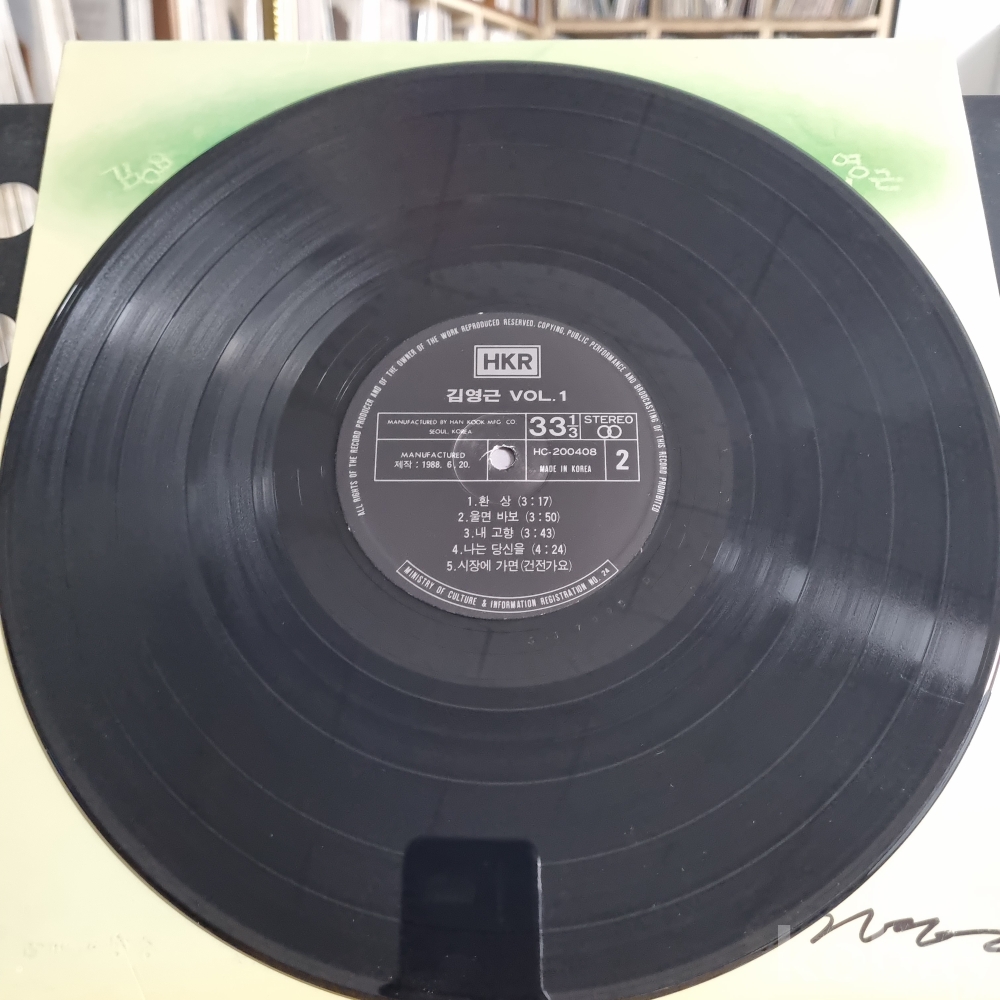 김영
영근
ALL RIGHTS OF THE RECORD PRODUCER AND OF THE OWNER OF THE WORK REPRODUCED RESERVED. COPYING, PUBLIC PERFORMANCE AND BROADCASTING OF THIS RECORD PROHIBITED
HKR
김영근 VOL.1
MANUFACTURED BY HAN KOOK MFG. CO
SEOUL, KOREA
33 1/3
STEREO
MANUFACTURED
제작 : 1988. 6. 20.
HC-200408
MADE IN KOREA
2
1.환 상 (3 : 17)
2.울면 바보 (3 : 50)
3.내 고향 (3 : 43)
4.나는 당신을 (4 : 24)
5.시장에 가면(건전가요)
MINISTRY OF CULTURE & INFORMATION REGISTRATION NO. 24